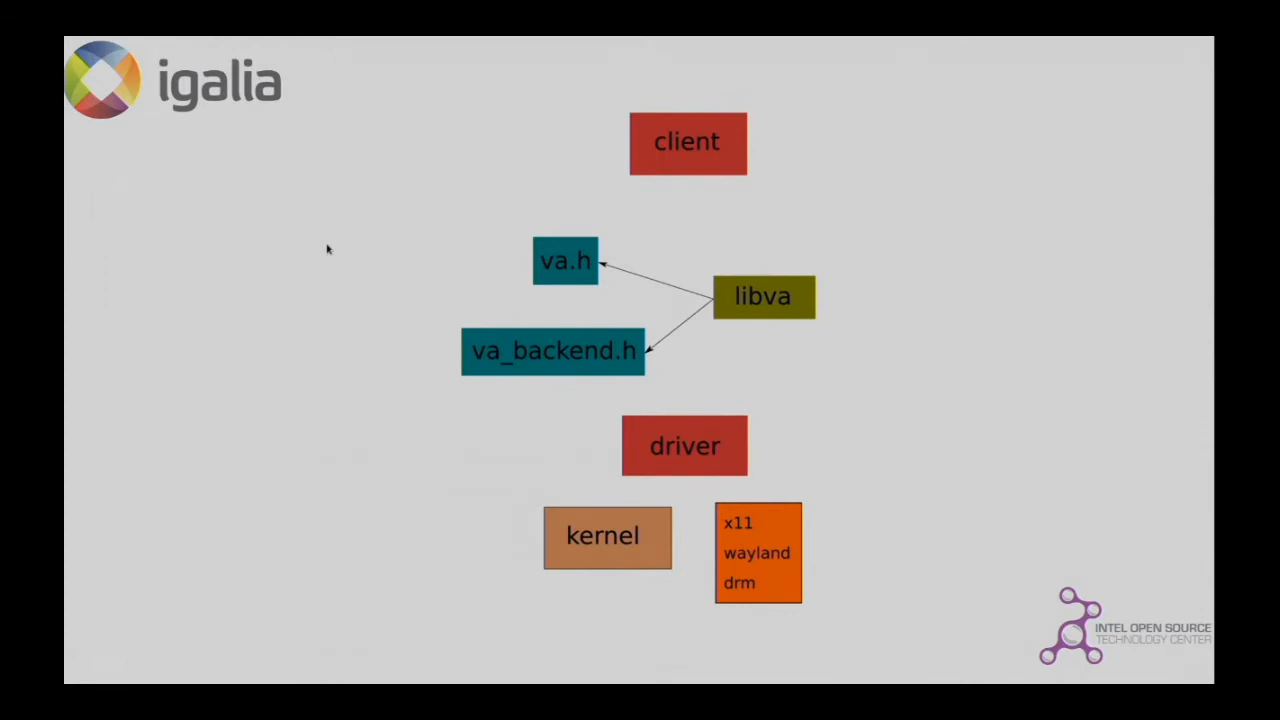 igalia
client
va.h
libva
va_backend.h
driver
kernel
x11
wayland
drm
INTEL OPEN SOURCE
TECHNOLOGY CENTER